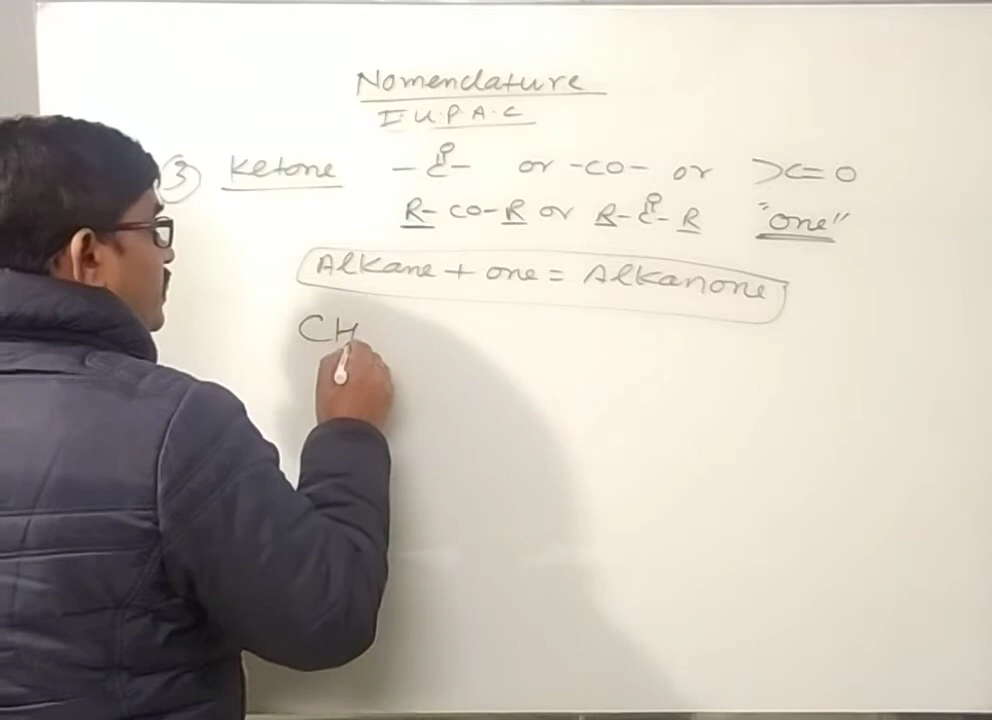 Nomenclature
I.U.P.A.C
③ Ketone -C- or -CO- or >C=O
O
R-CO-R or R-C-R "one"
O
Alkane + one = Alkanone
CH